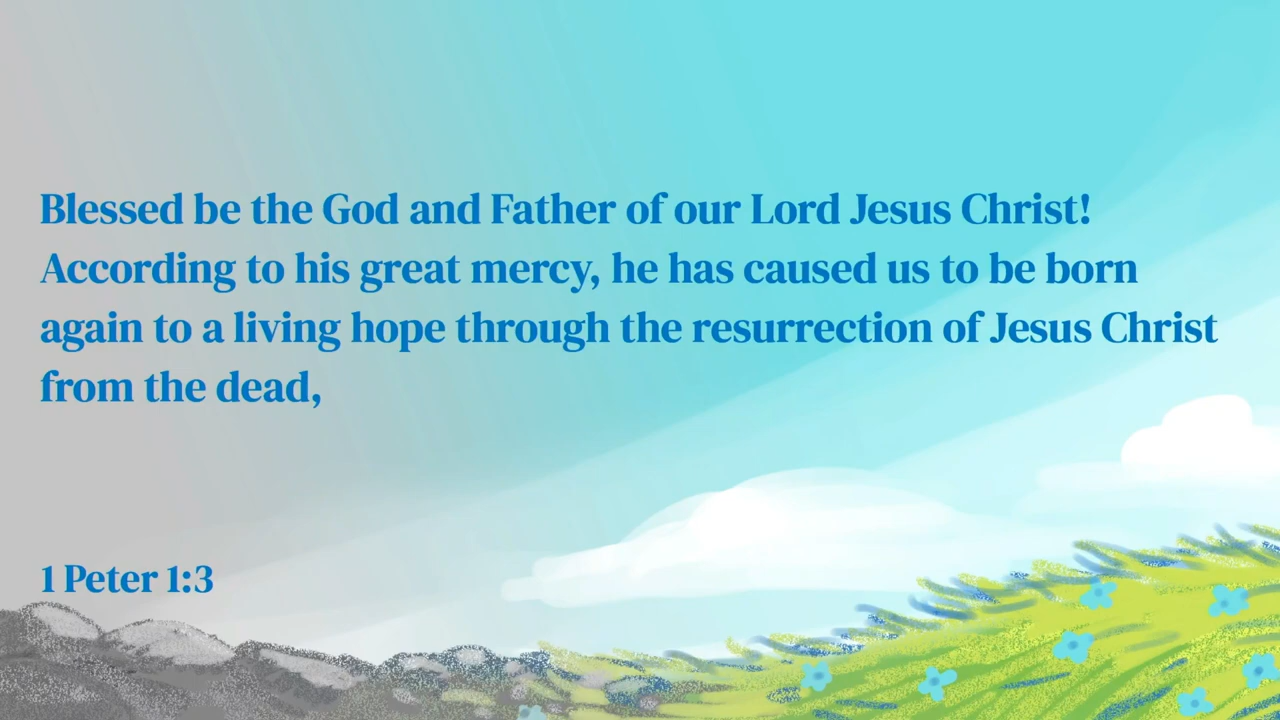 Blessed be the God and Father of our Lord Jesus Christ!
According to his great mercy, he has caused us to be born
again to a living hope through the resurrection of Jesus Christ
from the dead,
1 Peter 1:3